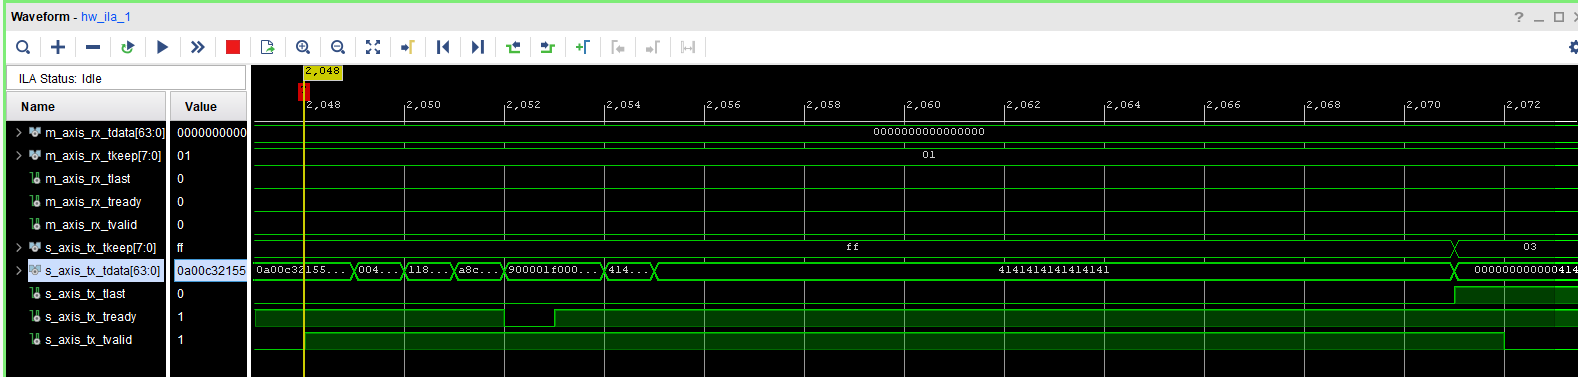 Waveform - hw_ila_1
ILA Status: Idle
Name Value
2,048
2,048 2,050 2,052 2,054 2,056 2,058 2,060 2,062 2,064 2,066 2,068 2,070 2,072
m_axis_rx_tdata[63:0] 0000000000 0000000000000000
m_axis_rx_tkeep[7:0] 01 01
m_axis_rx_tlast 0
m_axis_rx_tready 0
m_axis_rx_tvalid 0
s_axis_tx_tkeep[7:0] ff ff 03
s_axis_tx_tdata[63:0] 0a00c32155 0a00c32155... 004... 118... a8c... 900001f000... 414... 4141414141414141 000000000000414
s_axis_tx_tlast 0
s_axis_tx_tready 1
s_axis_tx_tvalid 1